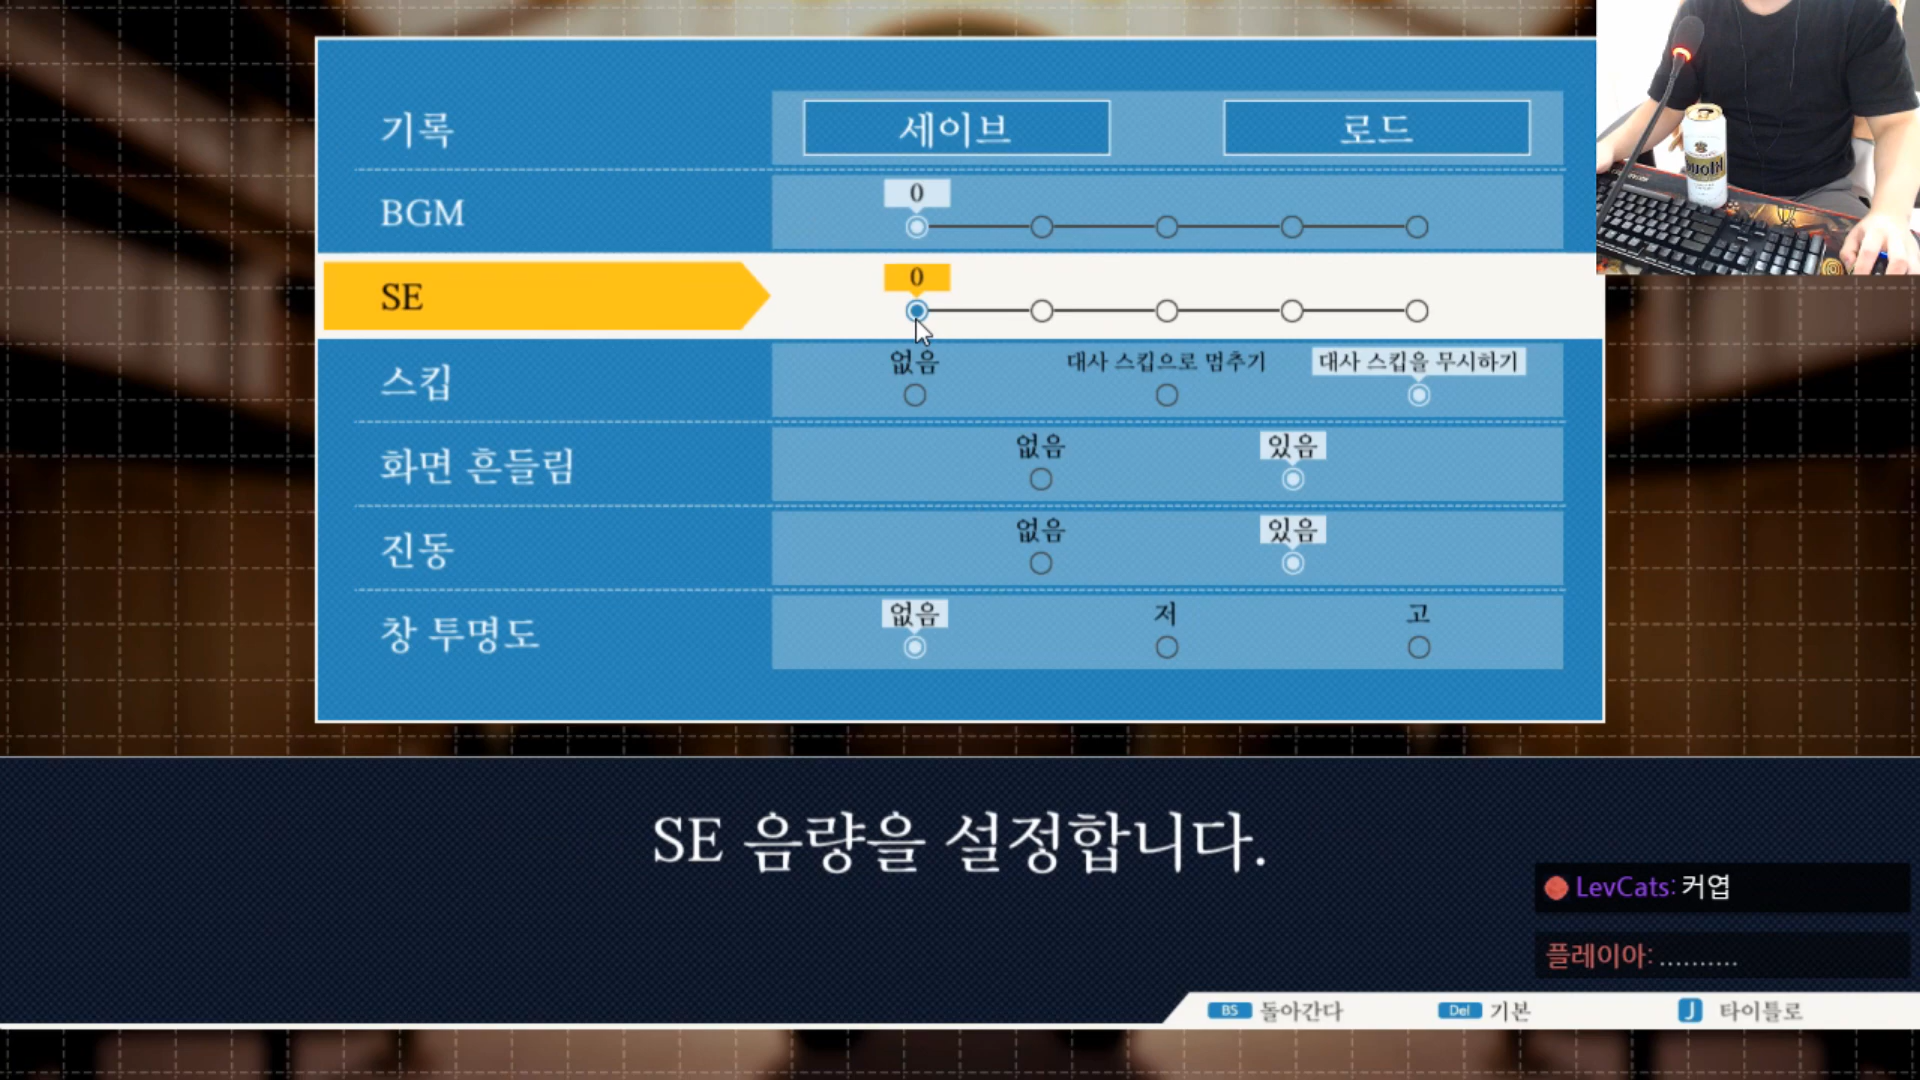 기록
세이브
로드
BGM
0
SE
0
스킵
없음
대사 스킵으로 멈추기
대사 스킵을 무시하기
화면 흔들림
없음
있음
진동
없음
있음
창 투명도
없음
저
고
SE 음량을 설정합니다.
LevCats: 커엽
플레이아: ..........
BS 돌아간다
Del 기본
J 타이틀로